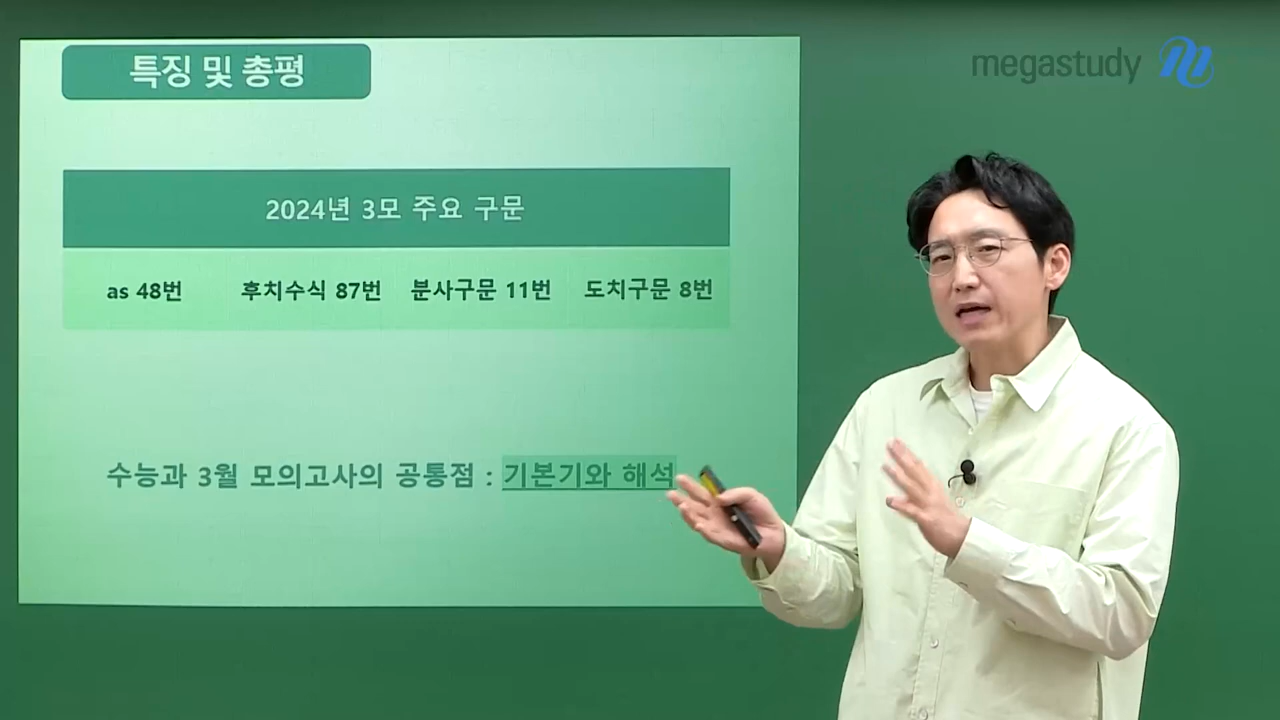 특징 및 총평
megastudy
2024년 3모 주요 구문
as 48번 후치수식 87번 분사구문 11번 도치구문 8번
수능과 3월 모의고사의 공통점 : 기본기와 해석